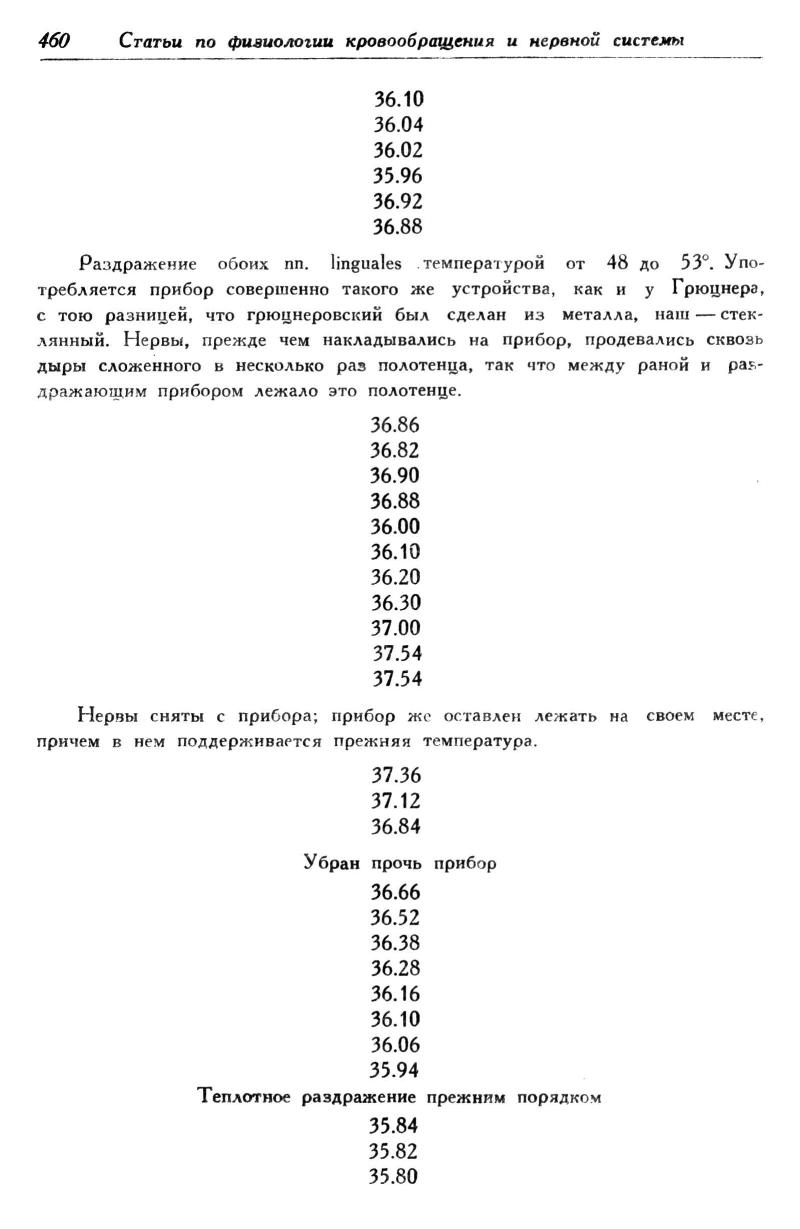 460 Статьи по физиологии кровообращения и нервной системы
36.10
36.04
36.02
35.96
36.92
36.88
Раздражение обоих nn. linguales температурой от 48 до 53°. Упо-
требляется прибор совершенно такого же устройства, как и у Грюцнера,
с тою разницей, что грюцнеровский был сделан из металла, наш — стек-
лянный. Нервы, прежде чем накладывались на прибор, продевались сквозь
дыры сложенного в несколько раз полотенца, так что между раной и раз-
дражающим прибором лежало это полотенце.
36.86
36.82
36.90
36.88
36.00
36.10
36.20
36.30
37.00
37.54
37.54
Нервы сняты с прибора; прибор же оставлен лежать на своем месте,
причем в нем поддерживается прежняя температура.
37.36
37.12
36.84
Убран прочь прибор
36.66
36.52
36.38
36.28
36.16
36.10
36.06
35.94
Теплотное раздражение прежним порядком
35.84
35.82
35.80